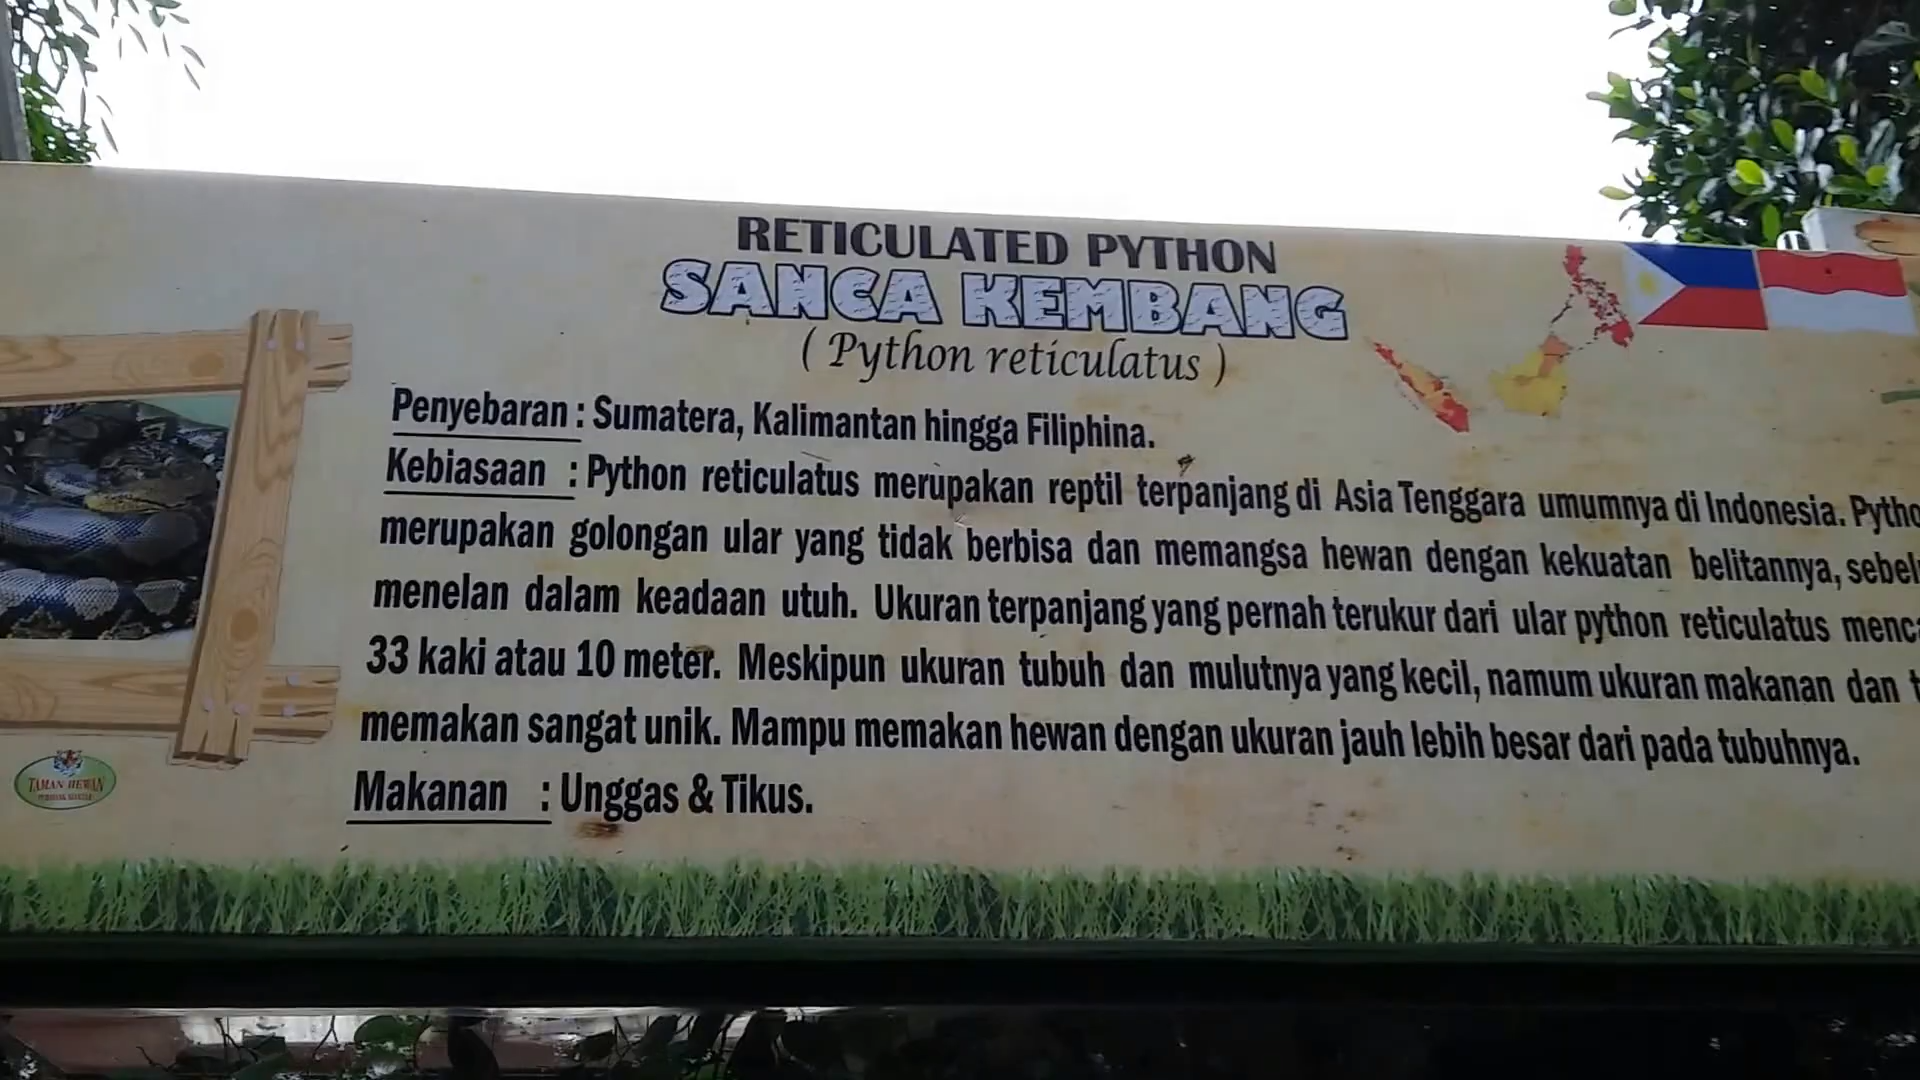 RETICULATED PYTHON
SANCA KEMBANG
( Python reticulatus )
Penyebaran : Sumatera, Kalimantan hingga Filiphina.
Kebiasaan : Python reticulatus merupakan reptil terpanjang di Asia Tenggara umumnya di Indonesia.
merupakan golongan ular yang tidak berbisa dan memangsa hewan dengan kekuatan belitannya,
menelan dalam keadaan utuh. Ukuran terpanjang yang pernah terukur dari ular python reticulatus
33 kaki atau 10 meter. Meskipun ukuran tubuh dan mulutnya yang kecil, namum ukuran makanan dan
memakan sangat unik. Mampu memakan hewan dengan ukuran jauh lebih besar dari pada tubuhnya.
Makanan : Unggas & Tikus.
TAMAN HEWAN